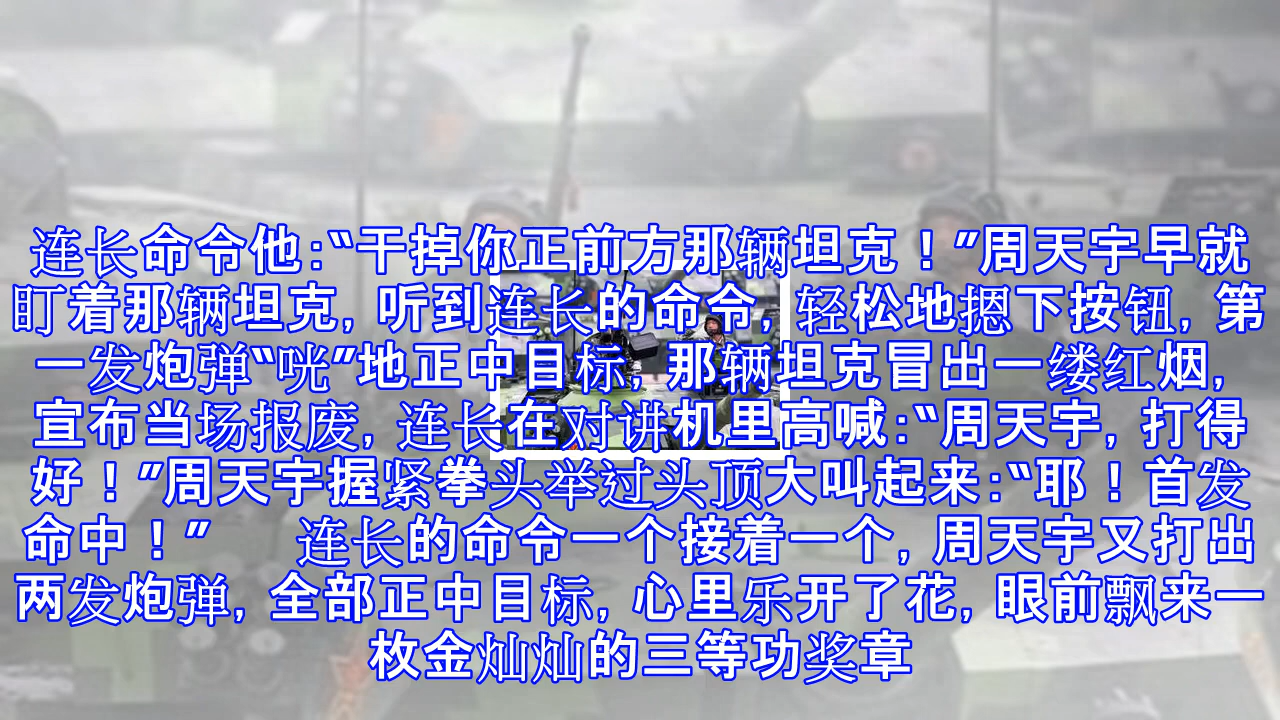 连长命令他:“干掉你正前方那辆坦克！”周天宇早就
盯着那辆坦克,听到连长的命令,轻松地摁下按钮,第
一发炮弹“咣”地正中目标,那辆坦克冒出一缕红烟,
宣布当场报废,连长在对讲机里高喊:“周天宇,打得
好！”周天宇握紧拳头举过头顶大叫起来:“耶！首发
命中！” 连长的命令一个接着一个,周天宇又打出
两发炮弹,全部正中目标,心里乐开了花,眼前飘来一
枚金灿灿的三等功奖章